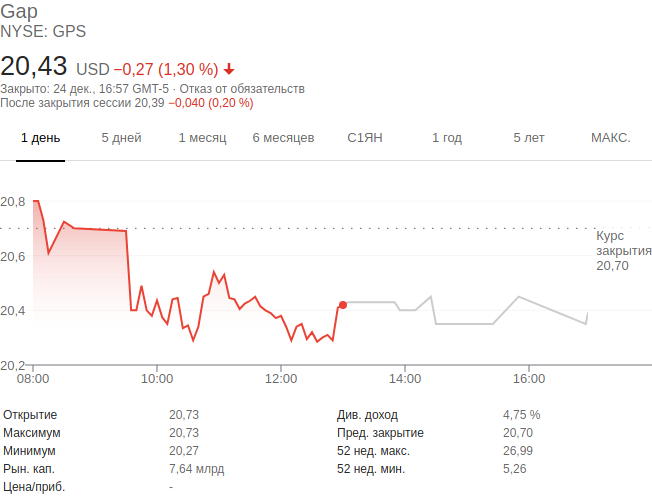 Gap
NYSE: GPS
20,43 USD −0,27 (1,30 %)
Закрыто: 24 дек., 16:57 GMT-5 · Отказ от обязательств
После закрытия сессии 20,39 −0,040 (0,20 %)
1 день 5 дней 1 месяц 6 месяцев С1ЯН 1 год 5 лет МАКС.
20,8
Курс
закрытия
20,70
20,6
20,4
20,2
08:00 10:00 12:00 14:00 16:00
Открытие 20,73 Див. доход 4,75 %
Максимум 20,73 Пред. закрытие 20,70
Минимум 20,27 52 нед. макс. 26,99
Рын. кап. 7,64 млрд 52 нед. мин. 5,26
Цена/приб. -